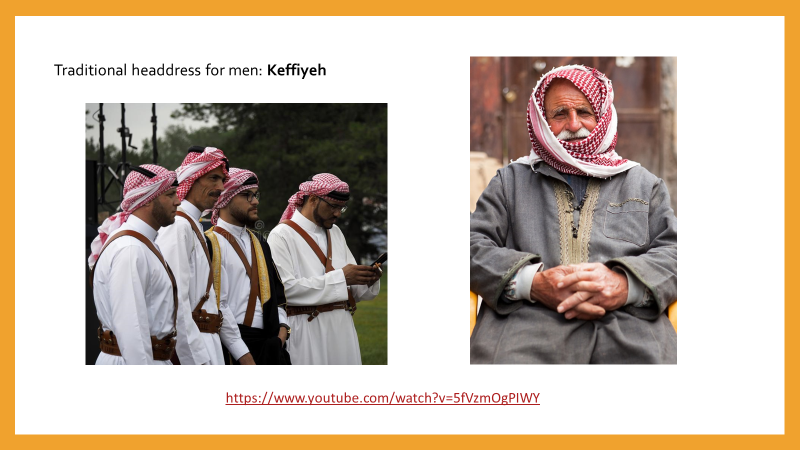 Traditional headdress for men: Keffiyeh
https://www.youtube.com/watch?v=5fVzmOgPIWY